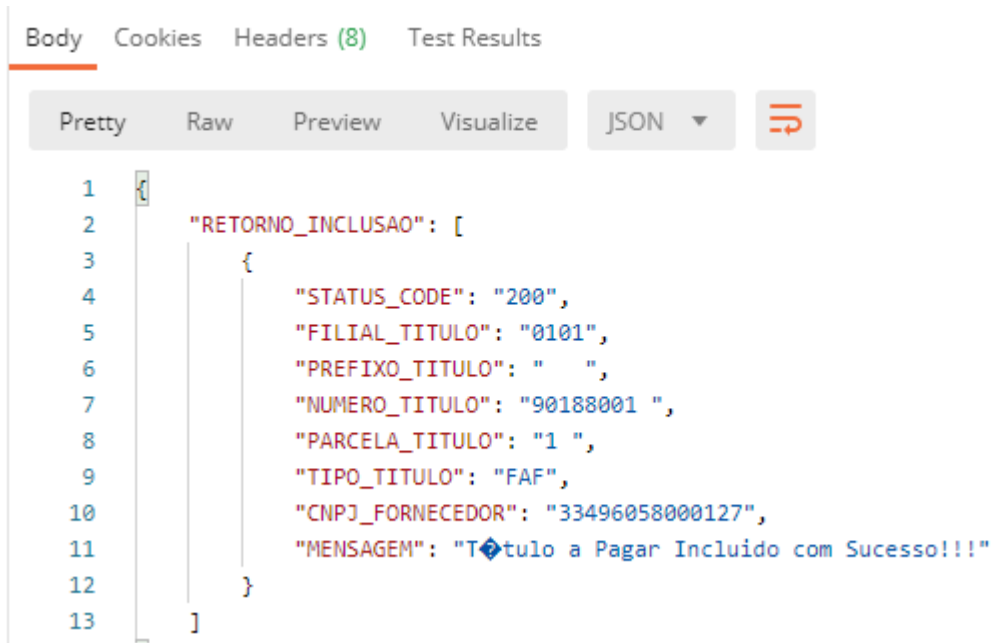 Body Cookies Headers (8) Test Results
Pretty Raw Preview Visualize JSON
1 {
2 "RETORNO_INCLUSAO": [
3 {
4 "STATUS_CODE": "200",
5 "FILIAL_TITULO": "0101",
6 "PREFIXO_TITULO": "   ",
7 "NUMERO_TITULO": "90188001 ",
8 "PARCELA_TITULO": "1 ",
9 "TIPO_TITULO": "FAF",
10 "CNPJ_FORNECEDOR": "33496058000127",
11 "MENSAGEM": "T�tulo a Pagar Incluido com Sucesso!!!"
12 }
13 ]